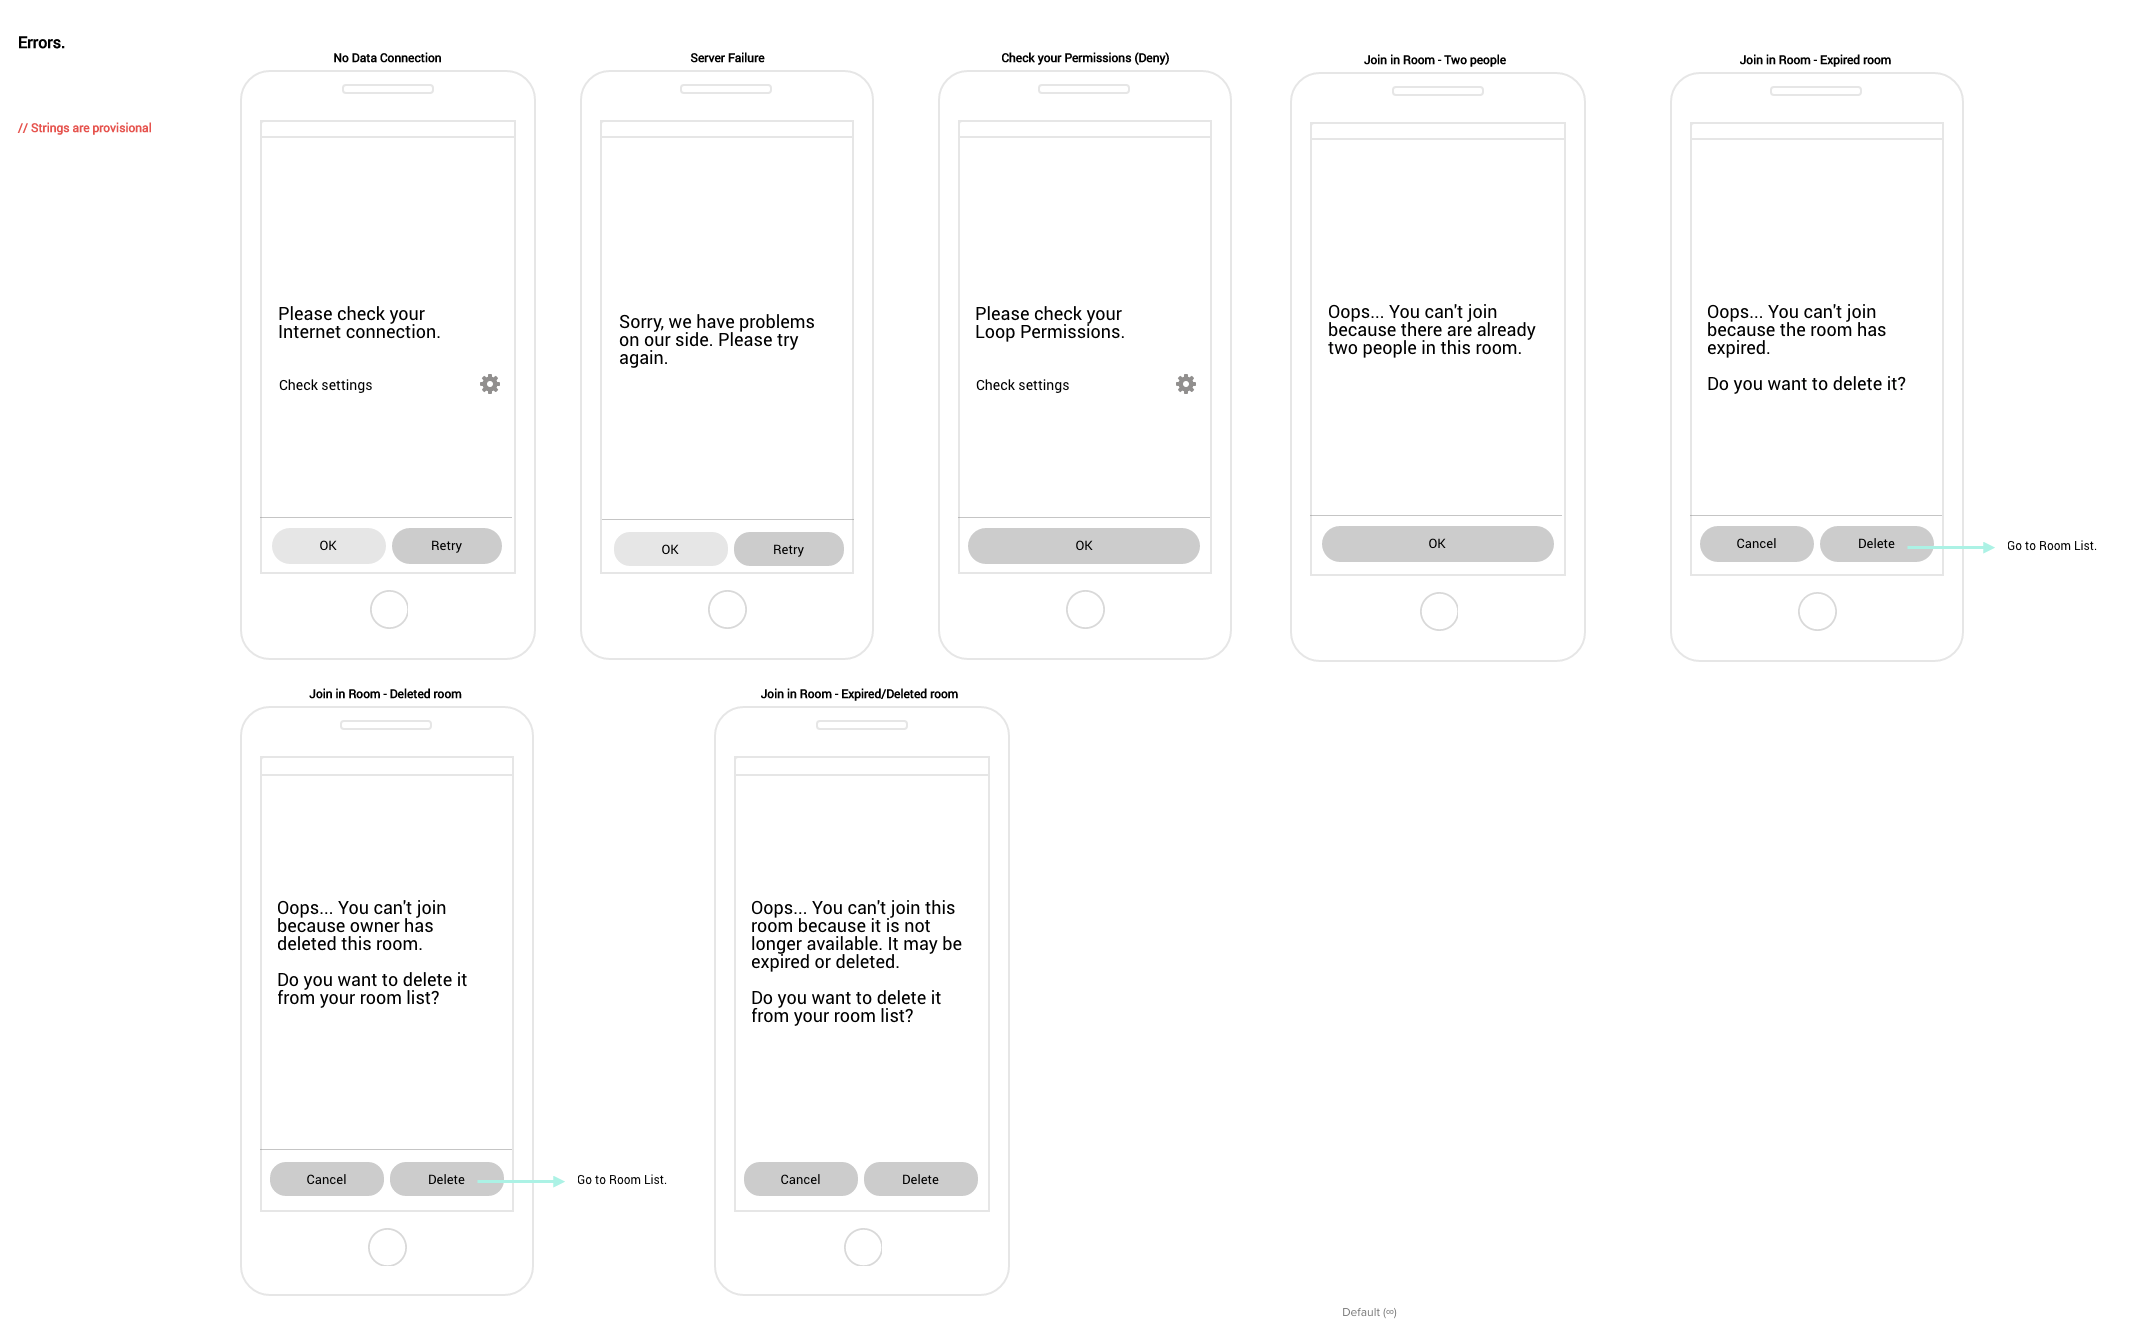 Errors.
// Strings are provisional
No Data Connection
Please check your
Internet connection.
Check settings
OK
Retry
Server Failure
Sorry, we have problems
on our side. Please try
again.
OK
Retry
Check your Permissions (Deny)
Please check your
Loop Permissions.
Check settings
OK
Join in Room - Two people
Oops... You can't join
because there are already
two people in this room.
OK
Join in Room - Expired room
Oops... You can't join
because the room has
expired.
Do you want to delete it?
Cancel
Delete
Go to Room List.
Join in Room - Deleted room
Oops... You can't join
because owner has
deleted this room.
Do you want to delete it
from your room list?
Cancel
Delete
Go to Room List.
Join in Room - Expired/Deleted room
Oops... You can't join this
room because it is not
longer available. It may be
expired or deleted.
Do you want to delete it
from your room list?
Cancel
Delete
Default (∞)